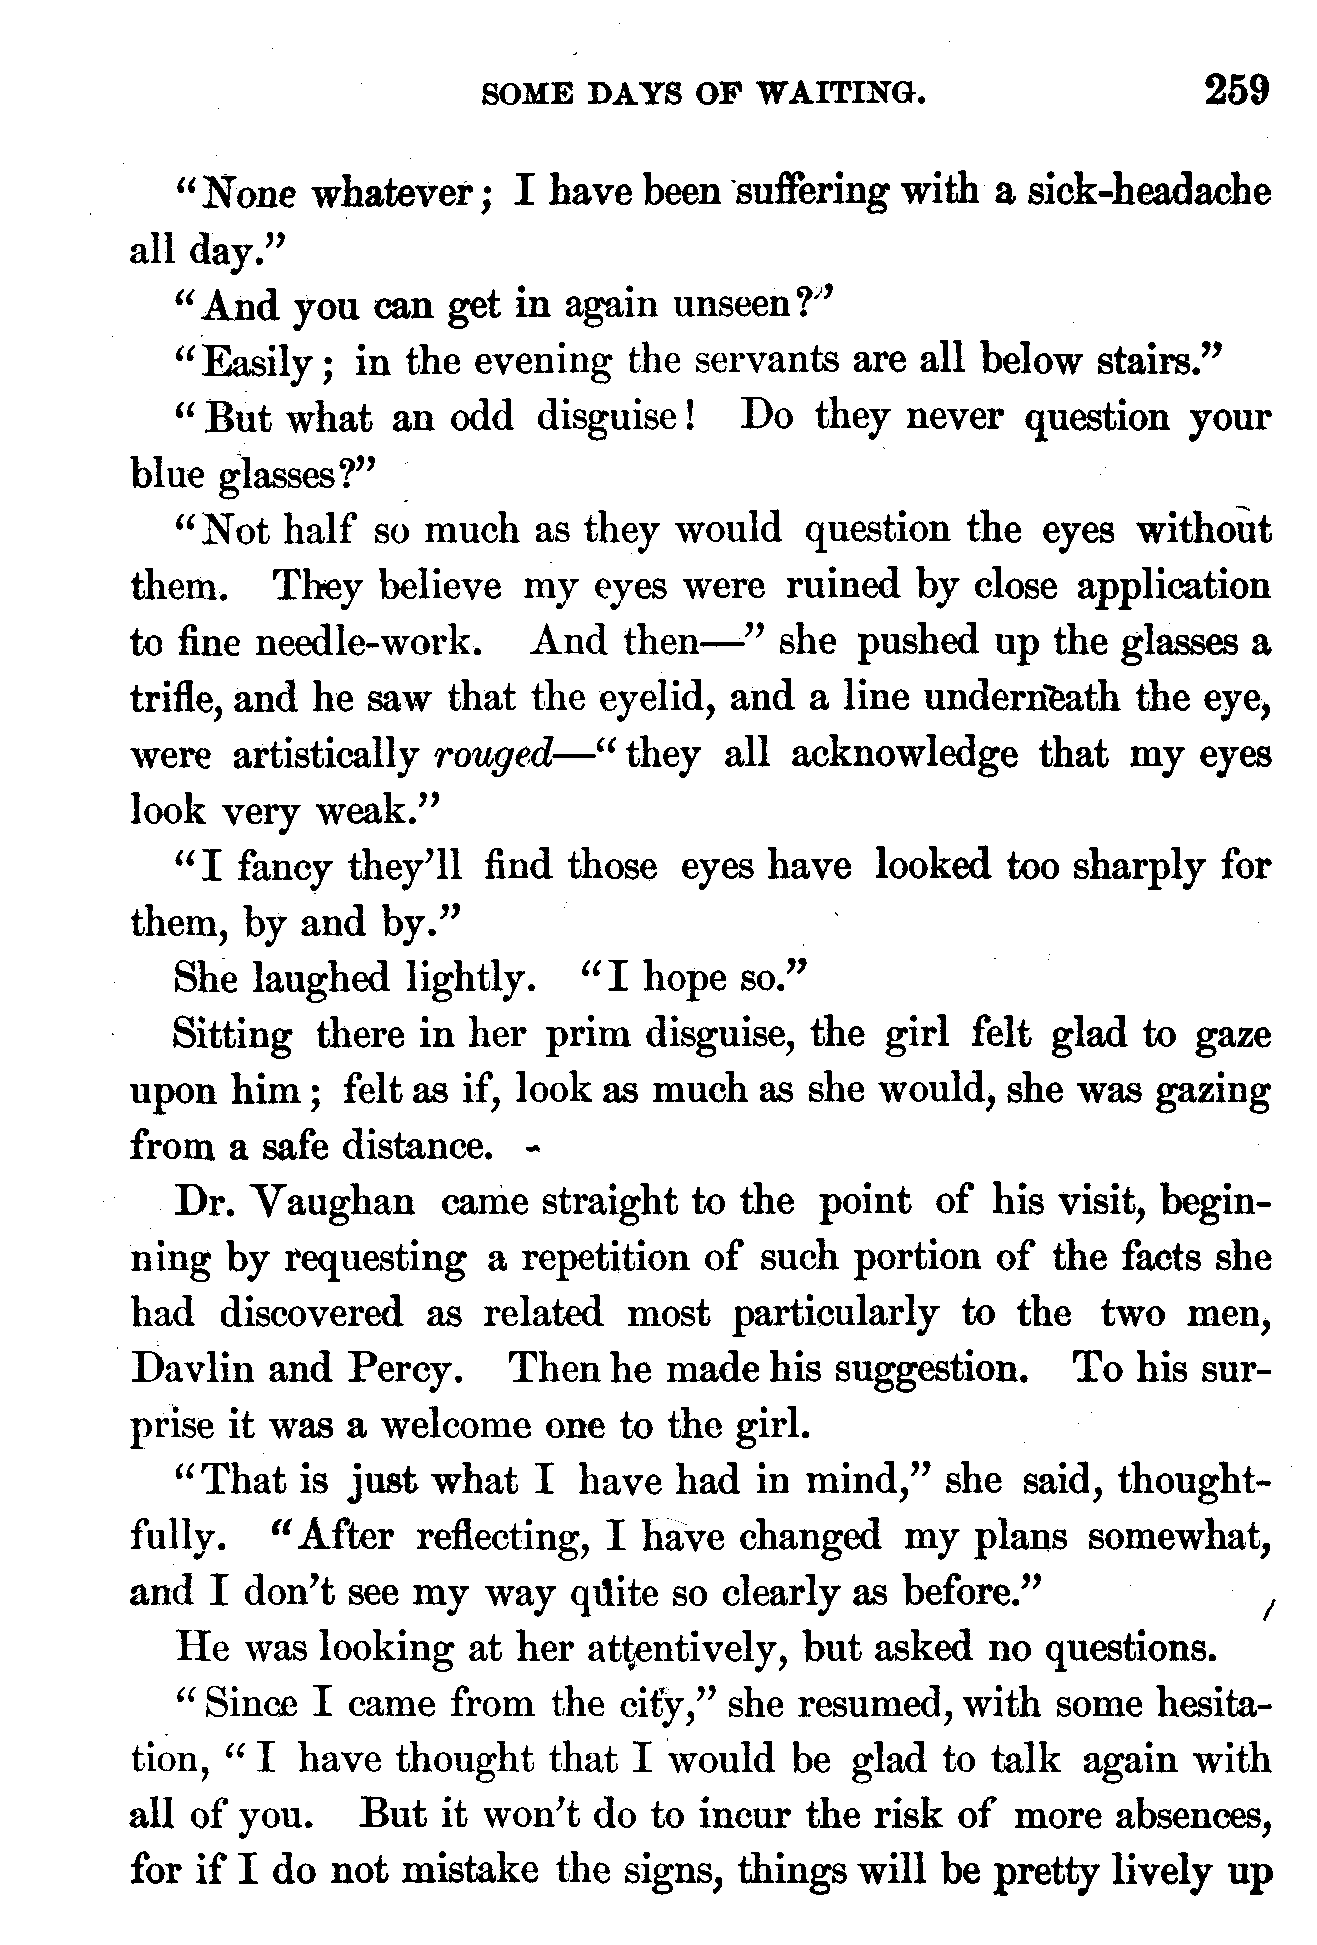 SOME DAYS OF WAITING. 259
"None whatever; I have been suffering with a sick-headache
all day."
"And you can get in again unseen?"
"Easily; in the evening the servants are all below stairs."
"But what an odd disguise! Do they never question your
blue glasses?"
"Not half so much as they would question the eyes without
them. They believe my eyes were ruined by close application
to fine needle-work. And then—" she pushed up the glasses a
trifle, and he saw that the eyelid, and a line underneath the eye,
were artistically rouged—"they all acknowledge that my eyes
look very weak."
"I fancy they'll find those eyes have looked too sharply for
them, by and by."
She laughed lightly. "I hope so."
Sitting there in her prim disguise, the girl felt glad to gaze
upon him; felt as if, look as much as she would, she was gazing
from a safe distance.
Dr. Vaughan came straight to the point of his visit, begin-
ning by requesting a repetition of such portion of the facts she
had discovered as related most particularly to the two men,
Davlin and Percy. Then he made his suggestion. To his sur-
prise it was a welcome one to the girl.
"That is just what I have had in mind," she said, thought-
fully. "After reflecting, I have changed my plans somewhat,
and I don't see my way quite so clearly as before."
He was looking at her attentively, but asked no questions.
"Since I came from the city," she resumed, with some hesita-
tion, "I have thought that I would be glad to talk again with
all of you. But it won't do to incur the risk of more absences,
for if I do not mistake the signs, things will be pretty lively up